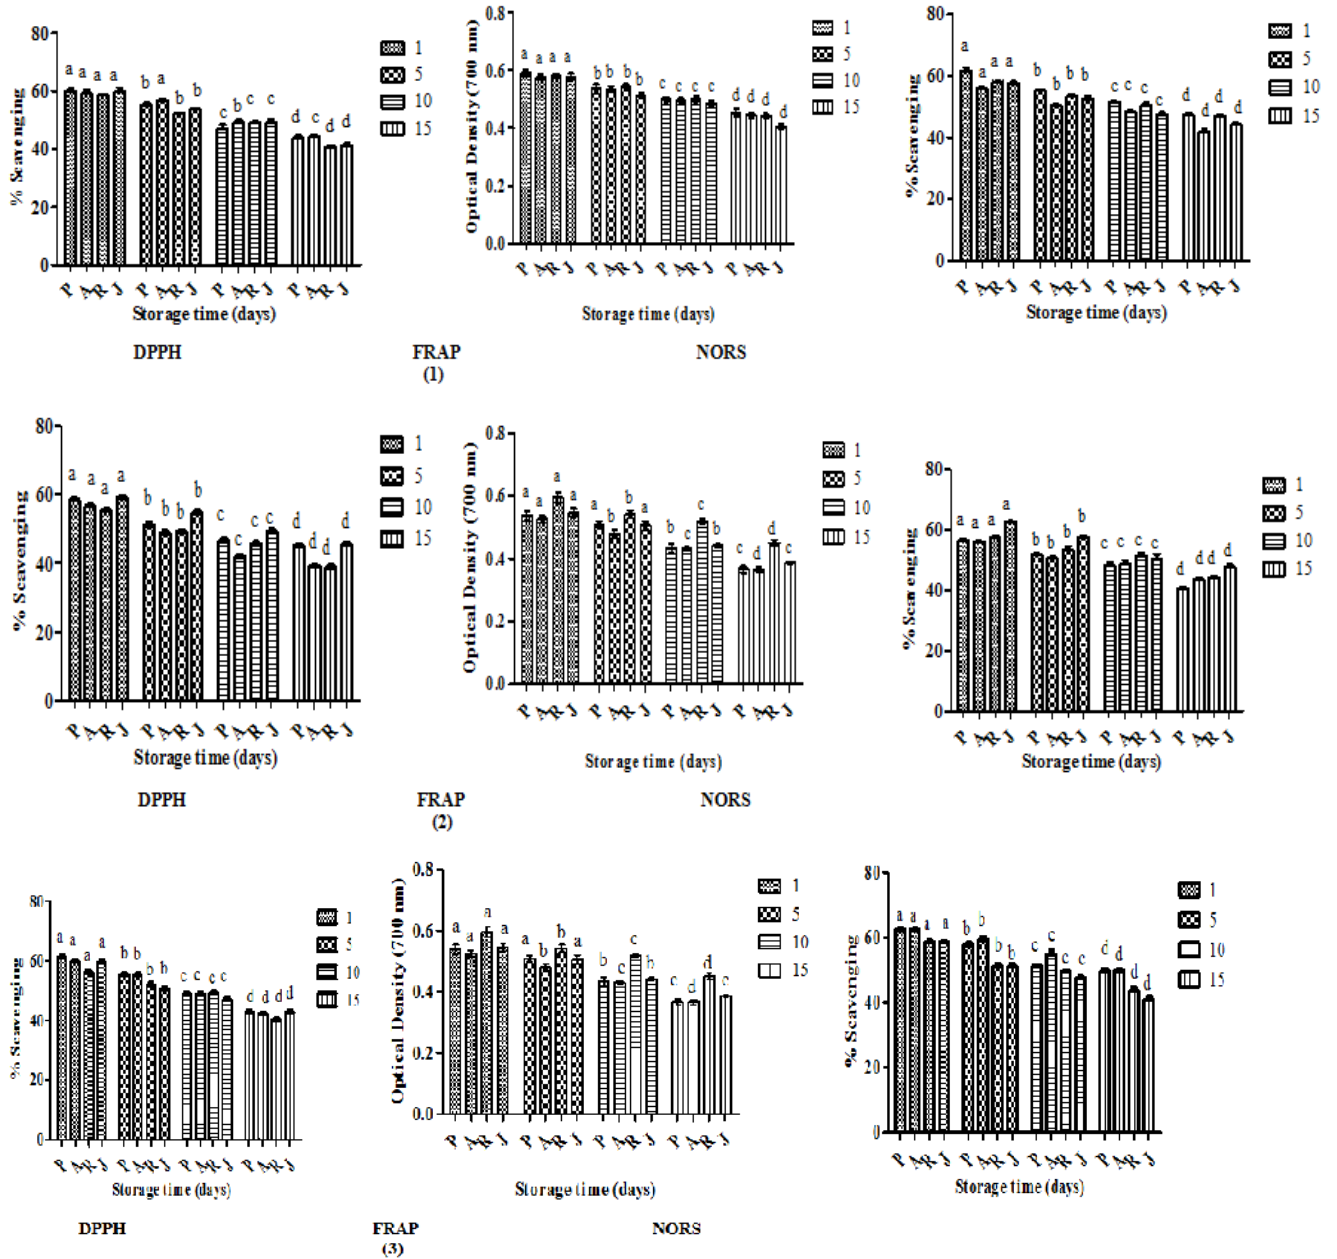 80
60
40
20
0
% Scavenging
a a a a b a b b c b c c d c d d
P A R J P A R J P A R J P A R J
Storage time (days)
1
5
10
15
0.8
0.6
0.4
0.2
0.0
Optical Density (700 nm)
a a a a b b b b c c c c d d d d
P A R J P A R J P A R J P A R J
Storage time (days)
1
5
10
15
80
60
40
20
0
% Scavenging
a a a a b b b b c c c c d d d d
P A R J P A R J P A R J P A R J
Storage time (days)
1
5
10
15
DPPH FRAP NORS
(1)
80
60
40
20
0
% Scavenging
a a a a b b b b c c c c d d d d
P A R J P A R J P A R J P A R J
Storage time (days)
1
5
10
15
0.8
0.6
0.4
0.2
0.0
Optical Density (700 nm)
a a a a a b b a b c c b c d d c
P A R J P A R J P A R J P A R J
Storage time (days)
1
5
10
15
80
60
40
20
0
% Scavenging
a a a a b b b b c c c c d d d d
P A R J P A R J P A R J P A R J
Storage time (days)
1
5
10
15
DPPH FRAP NORS
(2)
80
60
40
20
0
% Scavenging
a a a a b b b b c c c c d d d d
P A R J P A R J P A R J P A R J
Storage time (days)
1
5
10
15
0.8
0.6
0.4
0.2
0.0
Optical Density (700 nm)
a a a a a b b a b c c b c d d c
P A R J P A R J P A R J P A R J
Storage time (days)
1
5
10
15
80
60
40
20
0
% Scavenging
a a a a b b b b c a c c d d d d
P A R J P A R J P A R J P A R J
Storage time (days)
1
5
10
15
DPPH FRAP NORS
(3)